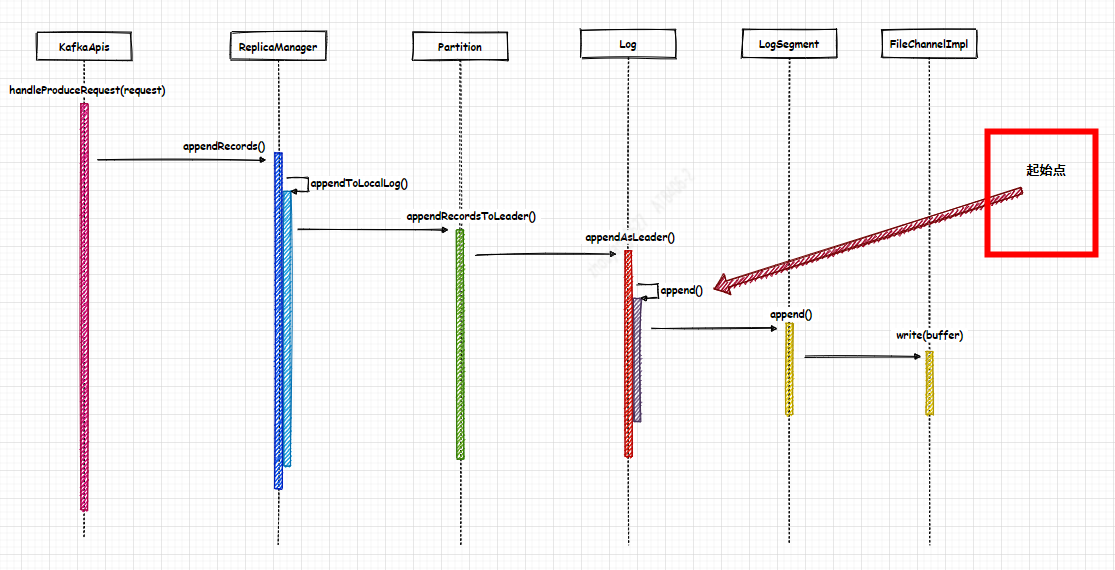 KafkaApis
ReplicaManager
Partition
Log
LogSegment
FileChannelImpl
handleProduceRequest(request)
appendRecords()
起始点
appendToLocalLog()
appendRecordsToLeader()
appendAsLeader()
append()
append()
write(buffer)